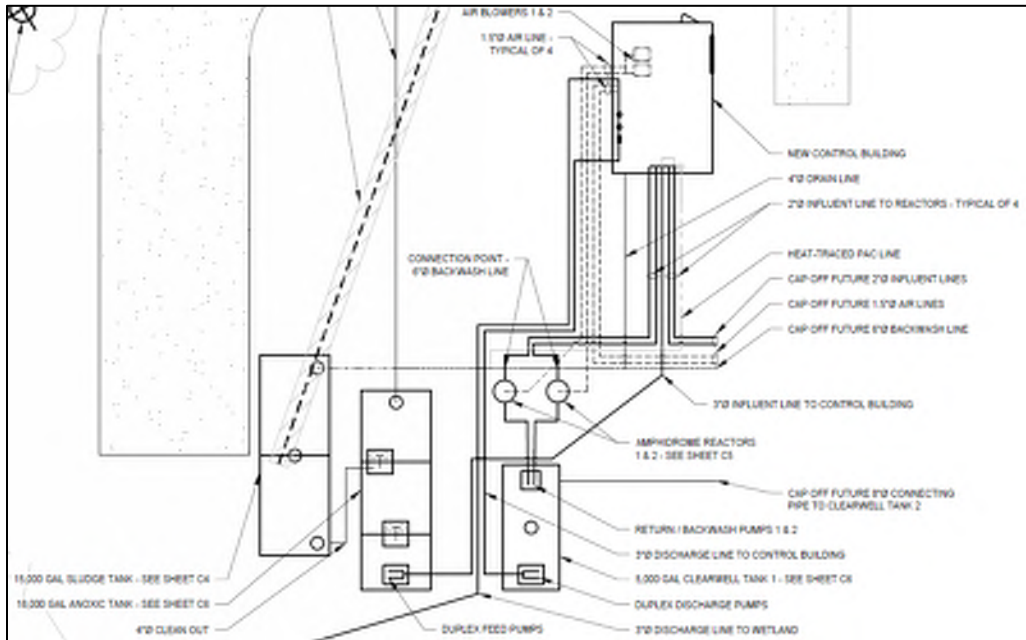 AIR BLOWERS 1 & 2
1.5"Ø AIR LINE -
TYPICAL OF 4
NEW CONTROL BUILDING
4"Ø DRAIN LINE
2"Ø INFLUENT LINE TO REACTORS - TYPICAL OF 4
CONNECTION POINT -
6"Ø BACKWASH LINE
HEAT-TRACED PAC LINE
CAP OFF FUTURE 2"Ø INFLUENT LINES
CAP OFF FUTURE 1.5"Ø AIR LINES
CAP OFF FUTURE 6"Ø BACKWASH LINE
3"Ø INFLUENT LINE TO CONTROL BUILDING
AMPHIDROME REACTORS
1 & 2 - SEE SHEET C5
CAP OFF FUTURE 8"Ø CONNECTING
PIPE TO CLEARWELL TANK 2
RETURN / BACKWASH PUMPS 1 & 2
3"Ø DISCHARGE LINE TO CONTROL BUILDING
GAL SLUDGE TANK - SEE SHEET C4
5,000 GAL CLEARWELL TANK 1 - SEE SHEET C6
GAL ANOXIC TANK - SEE SHEET C6
DUPLEX DISCHARGE PUMPS
4"Ø CLEAN OUT
DUPLEX FEED PUMPS
3"Ø DISCHARGE LINE TO WETLAND